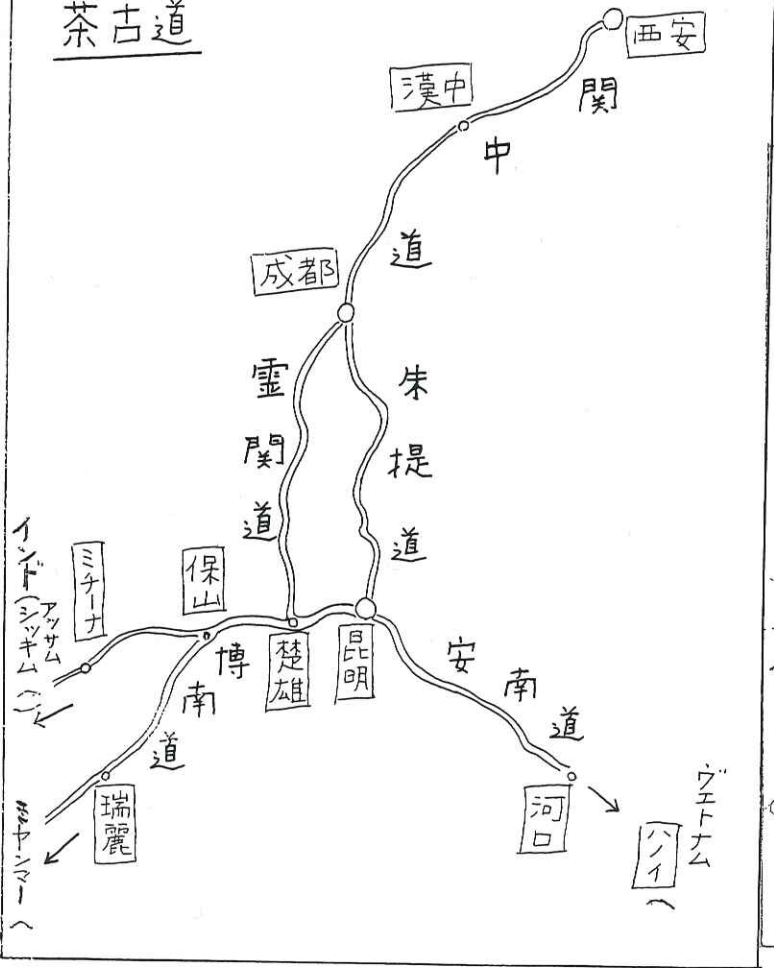 茶古道
西安
漢中
関中道
成都
霊関道
朱提道
インド(シッキム)へ
アッサム
ミチーナ
保山
博南道
楚雄
昆明
安南道
瑞麗
ミャンマーへ
河口
ヴェトナム
ハノイへ